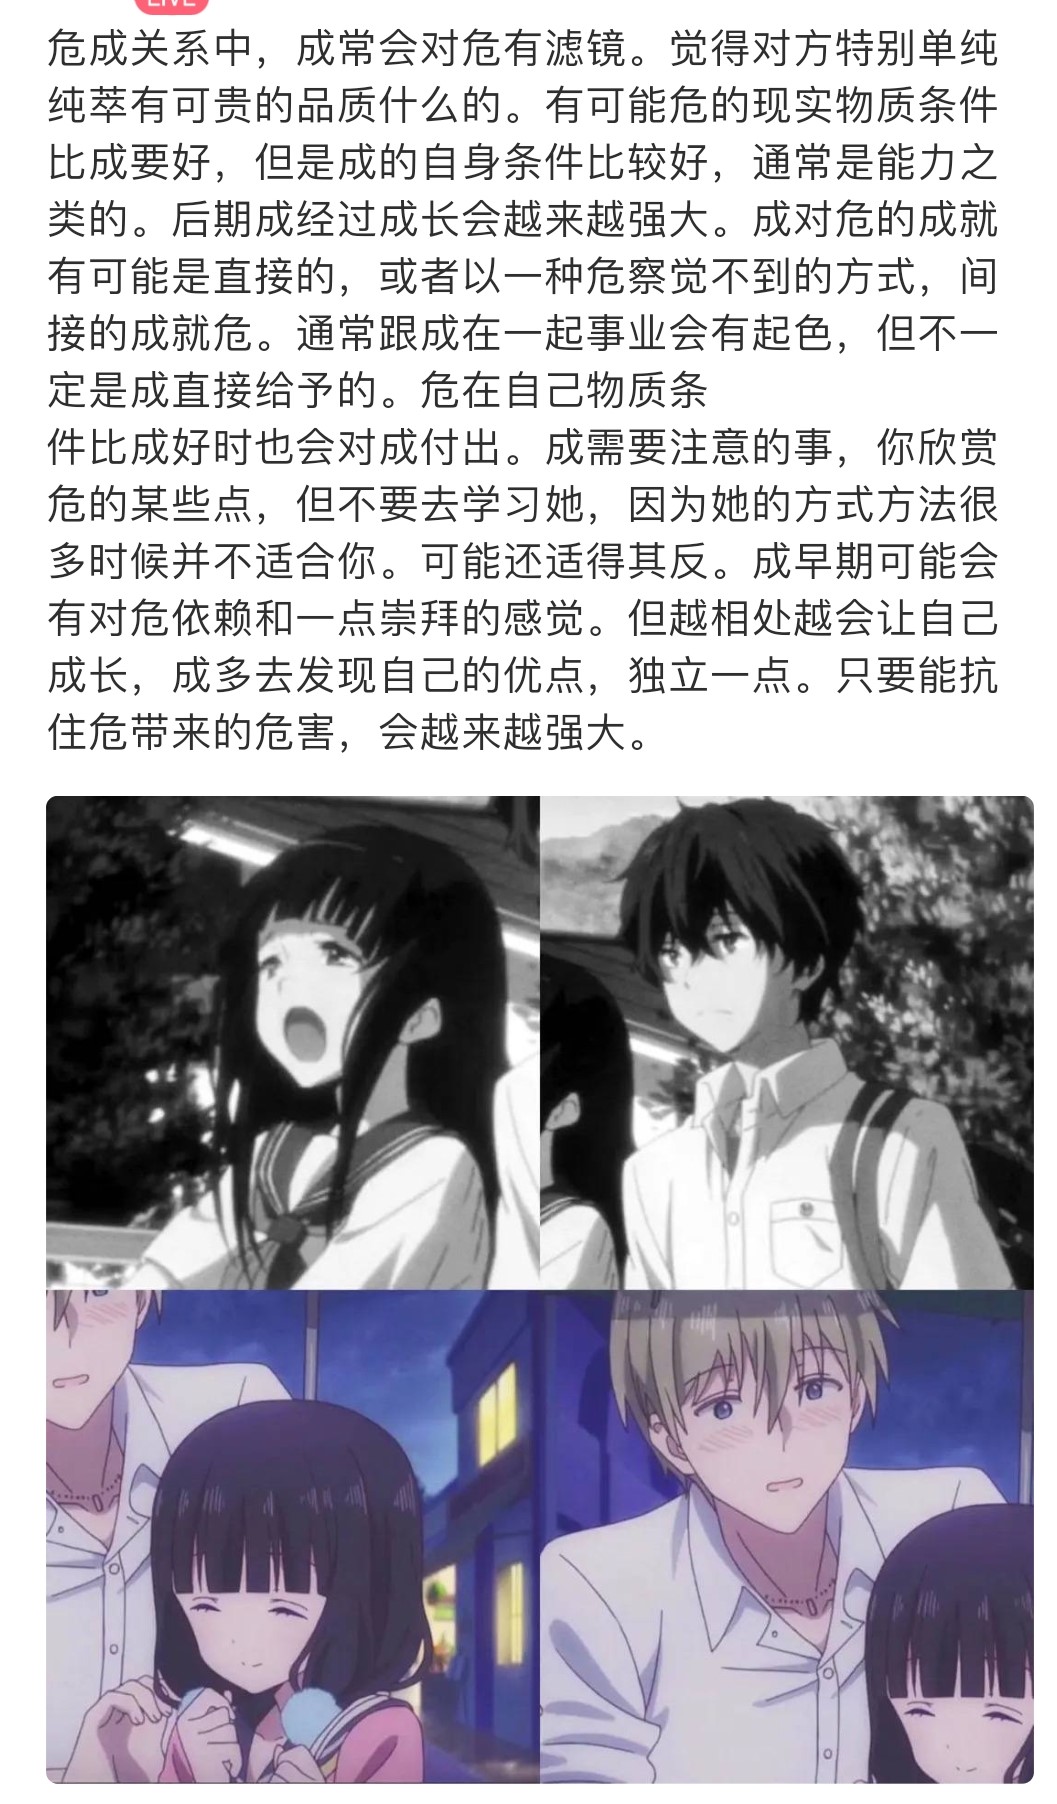 LIVE
危成关系中，成常会对危有滤镜。觉得对方特别单纯
纯萃有可贵的品质什么的。有可能危的现实物质条件
比成要好，但是成的自身条件比较好，通常是能力之
类的。后期成经过成长会越来越强大。成对危的成就
有可能是直接的，或者以一种危察觉不到的方式，间
接的成就危。通常跟成在一起事业会有起色，但不一
定是成直接给予的。危在自己物质条
件比成好时也会对成付出。成需要注意的事，你欣赏
危的某些点，但不要去学习她，因为她的方式方法很
多时候并不适合你。可能还适得其反。成早期可能会
有对危依赖和一点崇拜的感觉。但越相处越会让自己
成长，成多去发现自己的优点，独立一点。只要能抗
住危带来的危害，会越来越强大。